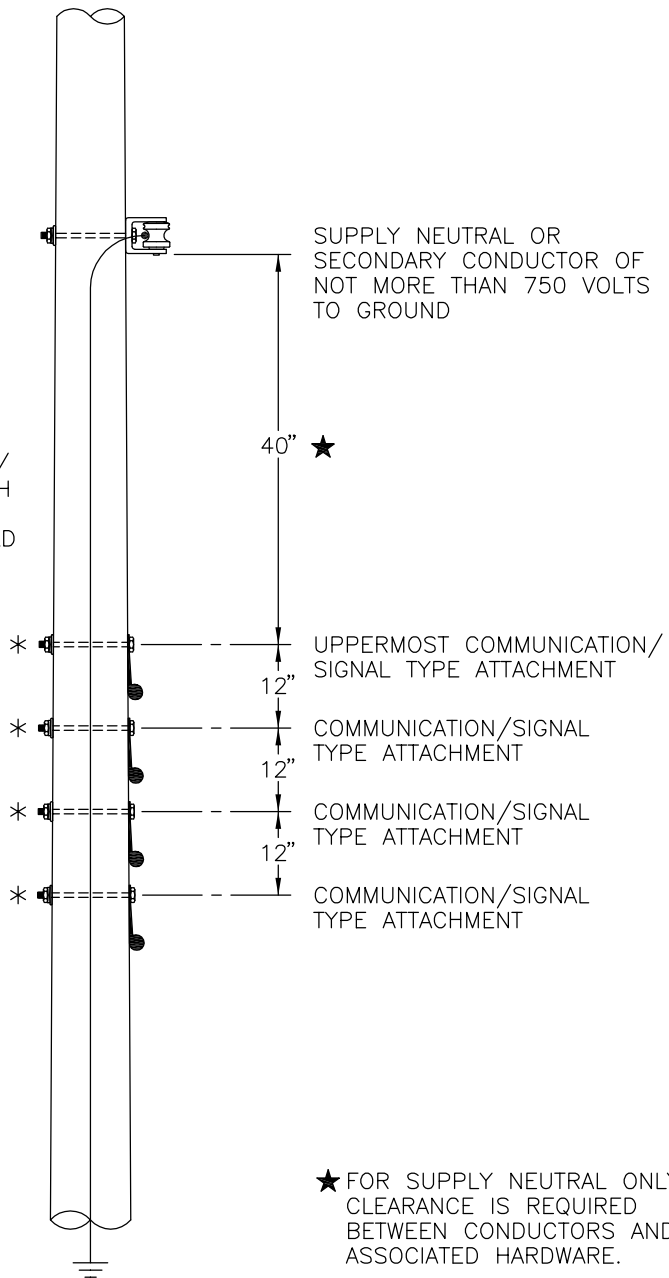 SUPPLY NEUTRAL OR
SECONDARY CONDUCTOR OF
NOT MORE THAN 750 VOLTS
TO GROUND
40" ★
* UPPERMOST COMMUNICATION/
SIGNAL TYPE ATTACHMENT
12"
* COMMUNICATION/SIGNAL
TYPE ATTACHMENT
12"
* COMMUNICATION/SIGNAL
TYPE ATTACHMENT
12"
* COMMUNICATION/SIGNAL
TYPE ATTACHMENT
★ FOR SUPPLY NEUTRAL ONLY
CLEARANCE IS REQUIRED
BETWEEN CONDUCTORS AND
ASSOCIATED HARDWARE.